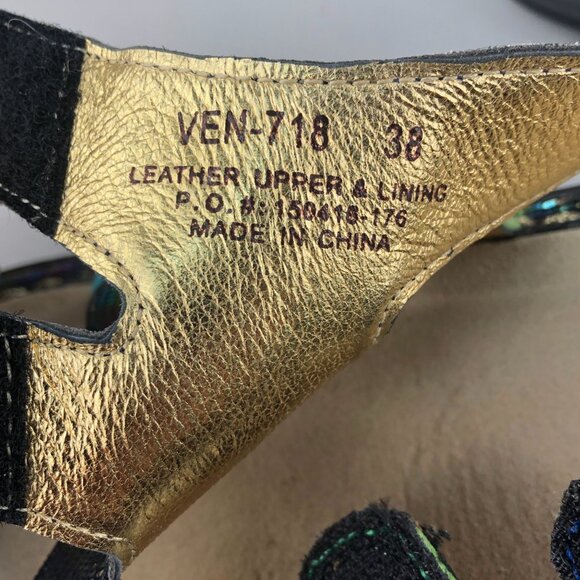 VEN-718 38
LEATHER UPPER & LINING
P.O.# 150418-176
MADE IN CHINA